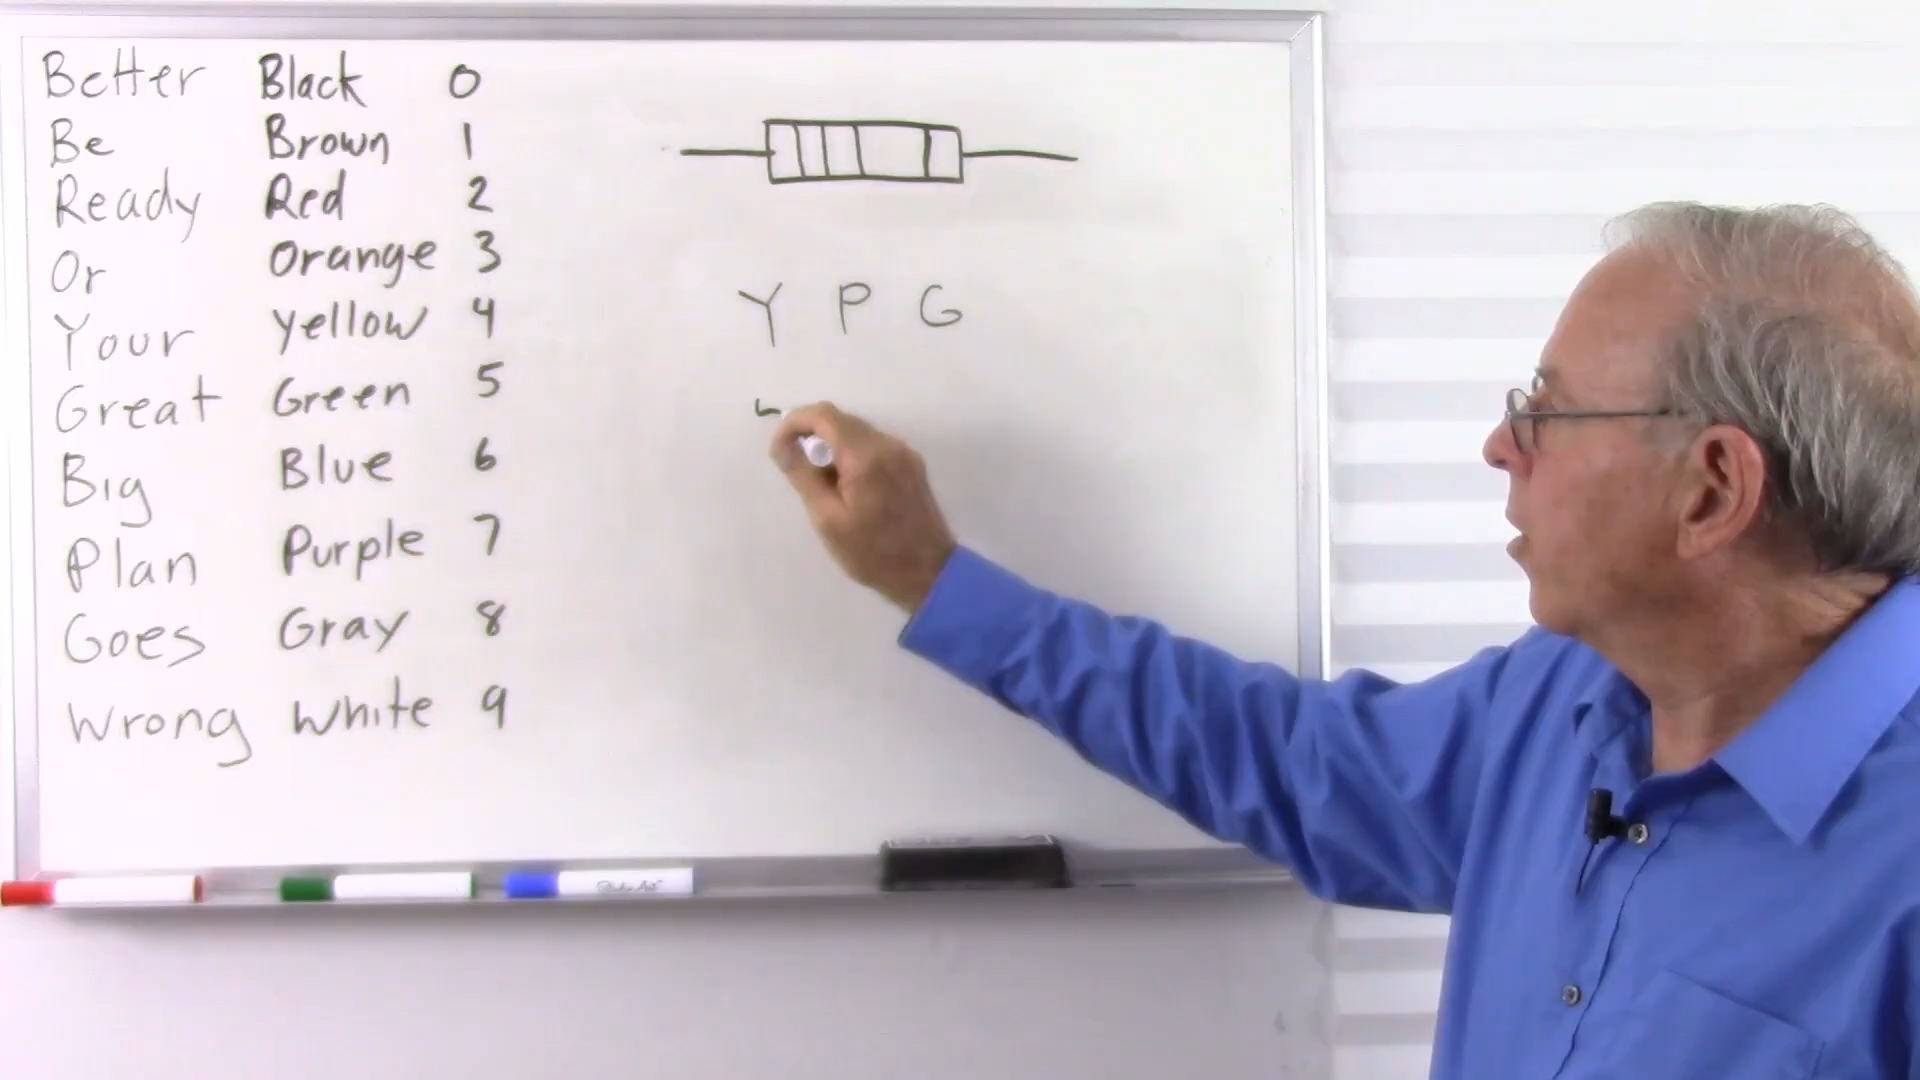 Better Black 0
Be Brown 1
Ready Red 2
Or Orange 3
Your Yellow 4
Great Green 5
Big Blue 6
Plan Purple 7
Goes Gray 8
Wrong White 9
Y P G